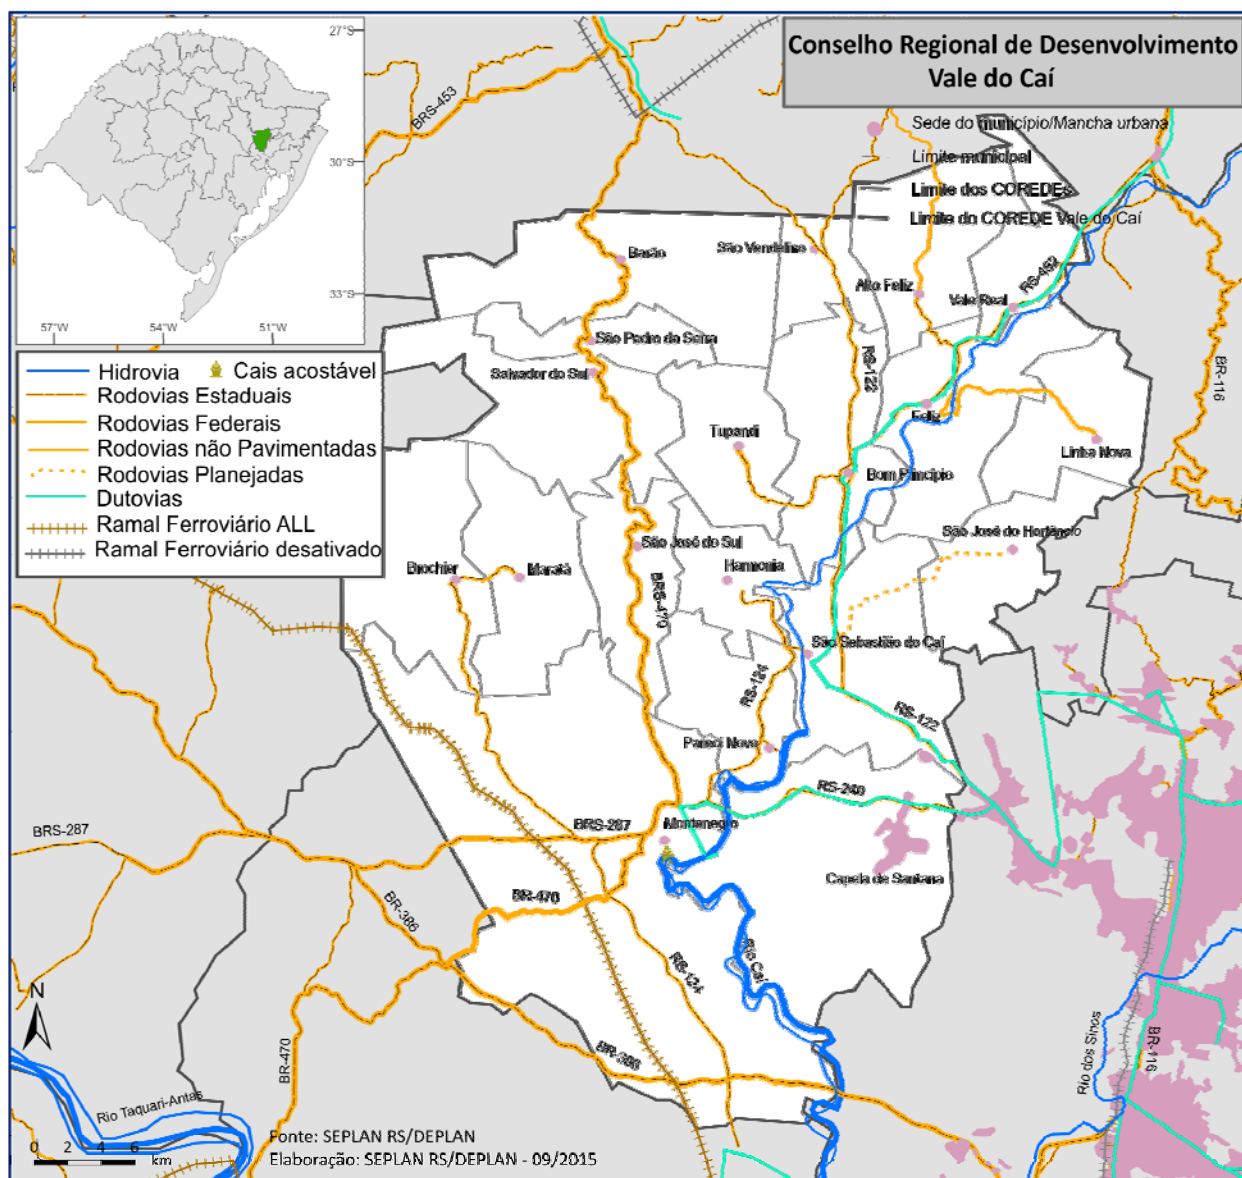 Conselho Regional de Desenvolvimento
Vale do Caí
27°S
30°S
33°S
57°W
54°W
51°W
Sede do município/Mancha urbana
Limite municipal
Limite dos COREDEs
Limite do COREDE Vale do Caí
Hidrovia
Cais acostável
Rodovias Estaduais
Rodovias Federais
Rodovias não Pavimentadas
Rodovias Planejadas
Dutovias
Ramal Ferroviário ALL
Ramal Ferroviário desativado
BRS-453
Barão
São Vendelino
Alto Feliz
Vale Real
RS-452
São Pedro da Serra
Salvador do Sul
RS-122
BR-116
Feliz
Tupandi
Linha Nova
Bom Princípio
São José do Hortêncio
São José do Sul
Harmonia
Brochier
Maratá
BRS-470
São Sebastião do Caí
RS-124
RS-122
Pareci Novo
RS-240
BRS-287
BRS-287
Montenegro
Capela de Santana
BR-470
BR-386
Rio Caí
RS-124
BR-470
BR-386
Rio dos Sinos
BR-116
Rio Taquari-Antas
N
0 2 4 6
km
Fonte: SEPLAN RS/DEPLAN
Elaboração: SEPLAN RS/DEPLAN - 09/2015